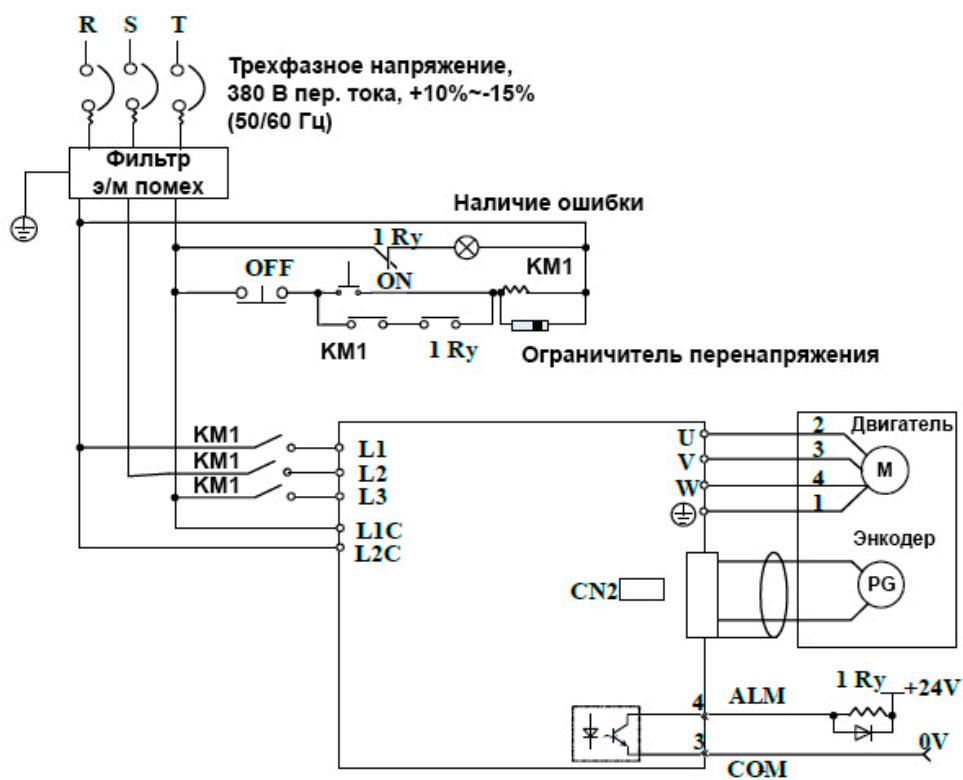 R S T
Трехфазное напряжение,
380 В пер. тока, +10%~-15%
(50/60 Гц)
Фильтр
э/м помех
Наличие ошибки
1 Ry
KM1
OFF
ON
KM1
1 Ry
Ограничитель перенапряжения
KM1
L1
KM1
L2
KM1
L3
L1C
L2C
U
V
W
2
3
4
1
Двигатель
M
Энкодер
PG
CN2
1 Ry
+24V
4
ALM
3
0V
COM